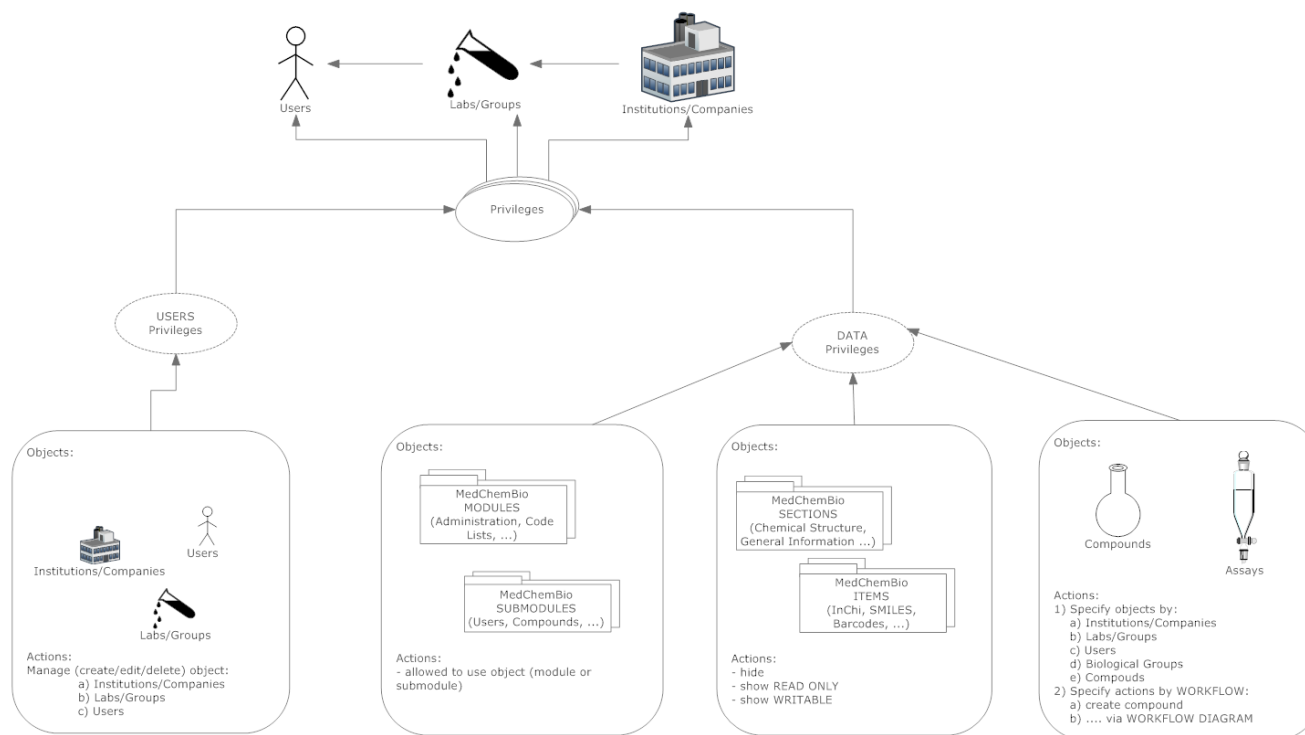 Users
Labs/Groups
Institutions/Companies
Privileges
USERS
Privileges
DATA
Privileges
Objects:
Users
Institutions/Companies
Labs/Groups
Actions:
Manage (create/edit/delete) object:
a) Institutions/Companies
b) Labs/Groups
c) Users
Objects:
MedChemBio
MODULES
(Administration, Code
Lists, ...)
MedChemBio
SUBMODULES
(Users, Compounds, ...)
Actions:
- allowed to use object (module or
submodule)
Objects:
MedChemBio
SECTIONS
(Chemical Structure,
General Information ...)
MedChemBio
ITEMS
(InChi, SMILES,
Barcodes, ...)
Actions:
- hide
- show READ ONLY
- show WRITABLE
Objects:
Compounds
Assays
Actions:
1) Specify objects by:
a) Institutions/Companies
b) Labs/Groups
c) Users
d) Biological Groups
e) Compouds
2) Specify actions by WORKFLOW:
a) create compound
b) .... via WORKFLOW DIAGRAM